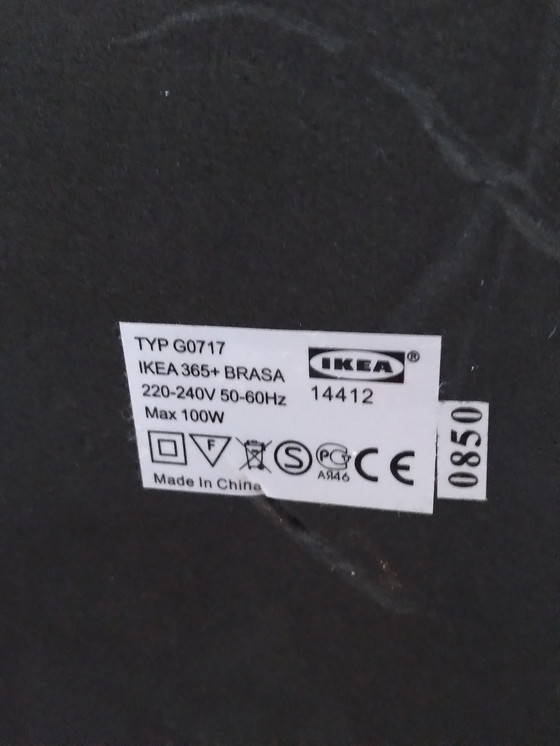 TYP G0717
IKEA 365+ BRASA
220-240V 50-60Hz
Max 100W
IKEA®
14412
F
S
PCT
АЯ46
CE
Made in China
0850